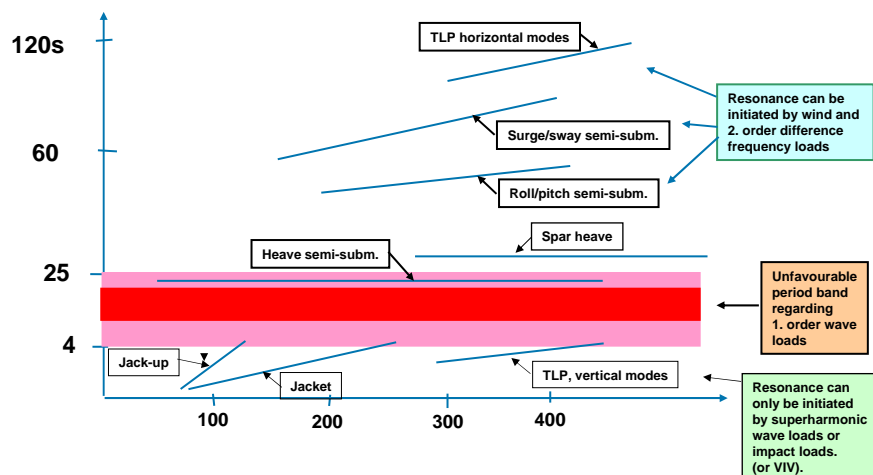 TLP horizontal modes
120s
Resonance can be
initiated by wind and
2. order difference
frequency loads
Surge/sway semi-subm.
60
Roll/pitch semi-subm.
Spar heave
Heave semi-subm.
25
Unfavourable
period band
regarding
1. order wave
loads
4
Jack-up
Jacket
TLP, vertical modes
Resonance can
only be initiated
by superharmonic
wave loads or
impact loads.
(or VIV).
100
200
300
400